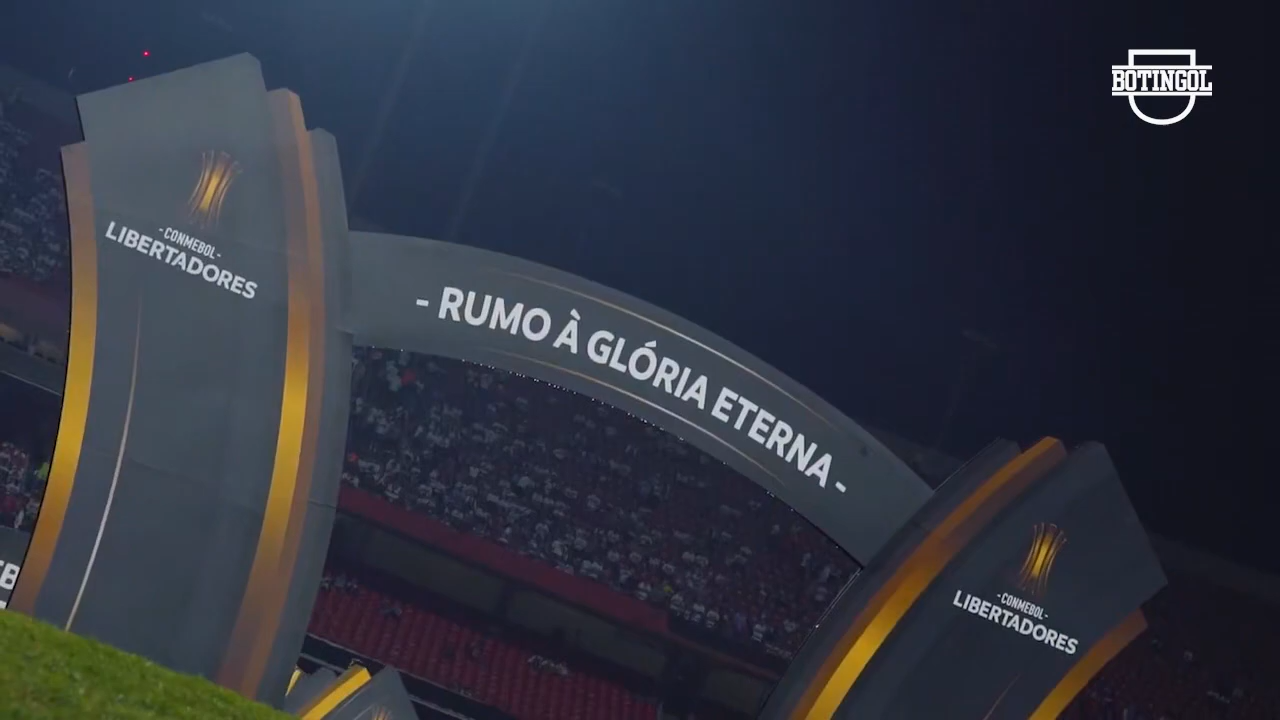 BOTINGOL
- CONMEBOL -
LIBERTADORES
- RUMO À GLÓRIA ETERNA -
- CONMEBOL -
LIBERTADORES